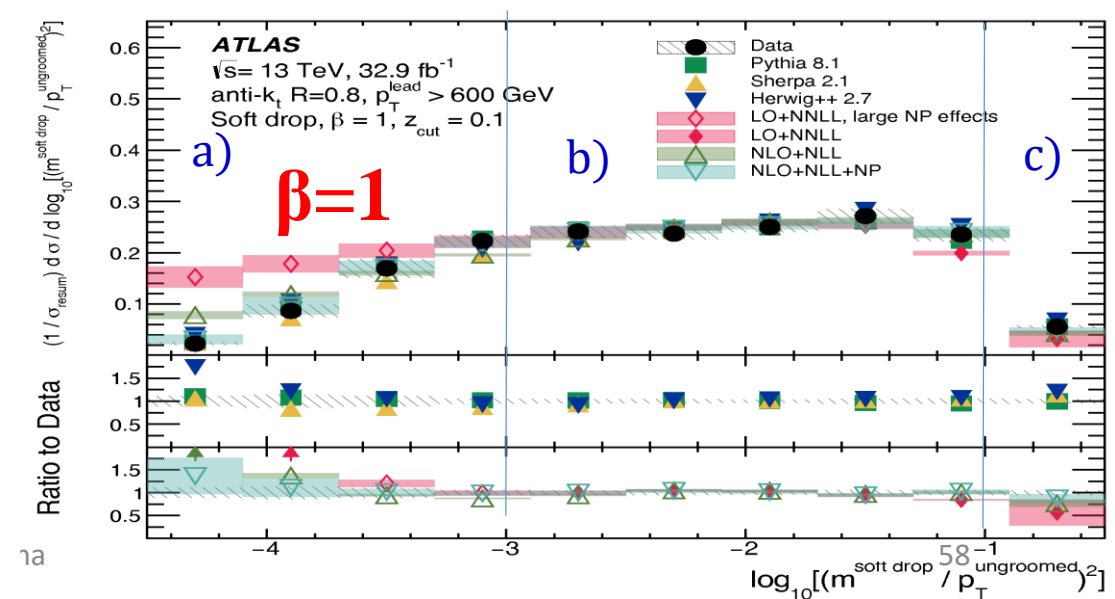 ATLAS
√s= 13 TeV, 32.9 fb⁻¹
anti-kₜ R=0.8, p_T^lead > 600 GeV
Soft drop, β = 1, z_cut = 0.1
a)
β=1
b)
c)
Data
Pythia 8.1
Sherpa 2.1
Herwig++ 2.7
LO+NNLL, large NP effects
LO+NNLL
NLO+NLL
NLO+NLL+NP
(1 / σ_resum) d σ / d log₁₀[(m^soft drop / p_T^ungroomed)²]
0.6
0.5
0.4
0.3
0.2
0.1
Ratio to Data
1.5
1
0.5
1.5
1
0.5
−4
−3
−2
−1
58
na
log₁₀[(m^soft drop / p_T^ungroomed)²]